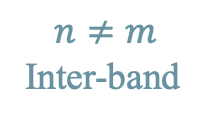 n ≠ m
Inter-band